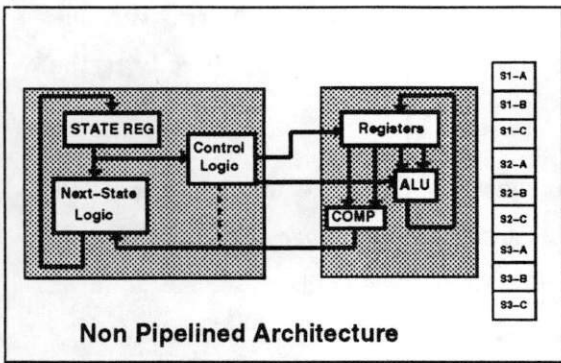 STATE REG
Next-State
Logic
Control
Logic
Registers
ALU
COMP
S1-A
S1-B
S1-C
S2-A
S2-B
S2-C
S3-A
S3-B
S3-C
Non Pipelined Architecture